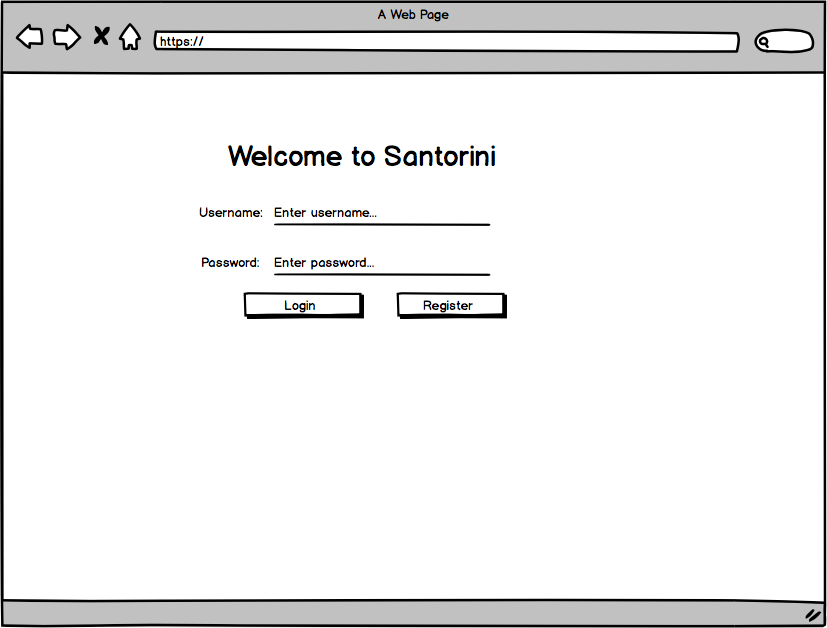 A Web Page
https://
Welcome to Santorini
Username: Enter username...
Password: Enter password...
Login Register